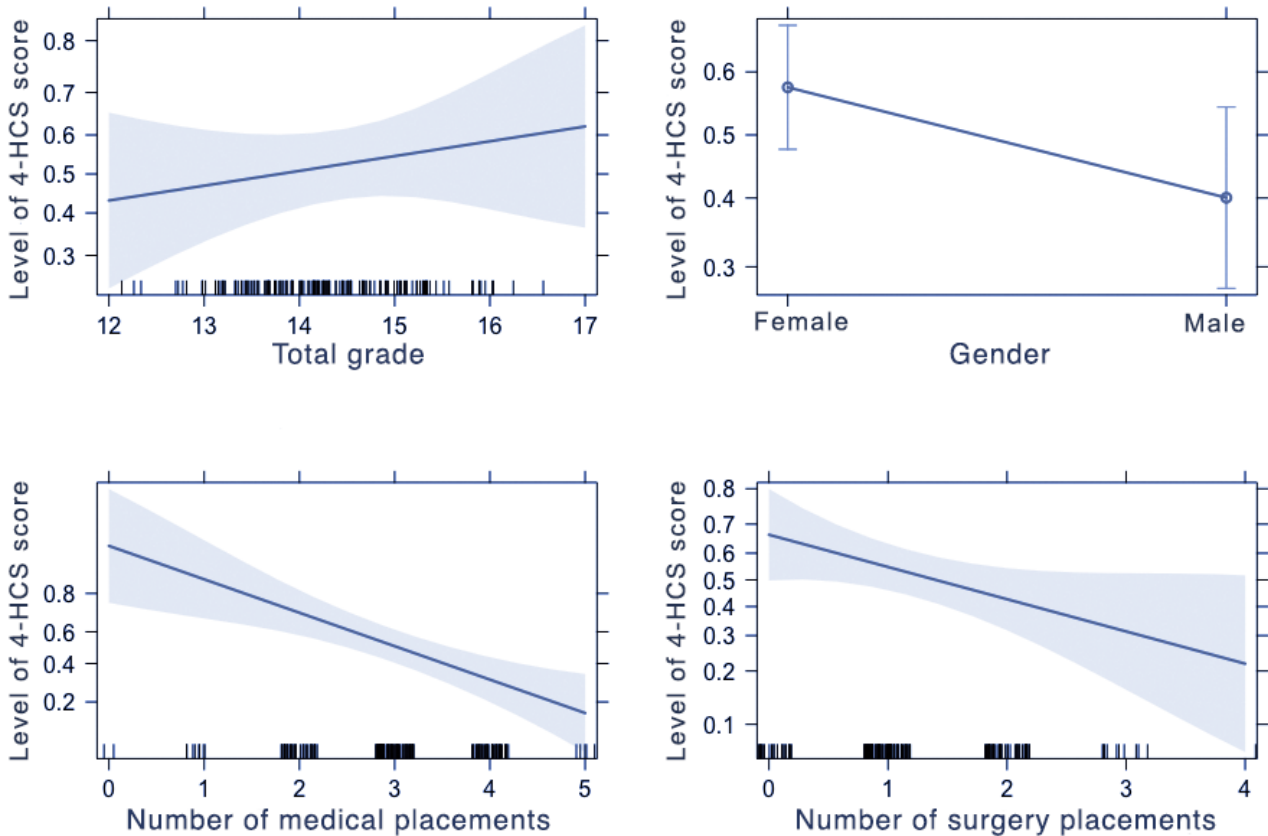 Level of 4-HCS score
0.8
0.7
0.6
0.5
0.4
0.3
12 13 14 15 16 17
Total grade
Level of 4-HCS score
0.6
0.5
0.4
0.3
Female Male
Gender
Level of 4-HCS score
0.8
0.6
0.4
0.2
0 1 2 3 4 5
Number of medical placements
Level of 4-HCS score
0.8
0.7
0.6
0.5
0.4
0.3
0.2
0.1
0 1 2 3 4
Number of surgery placements